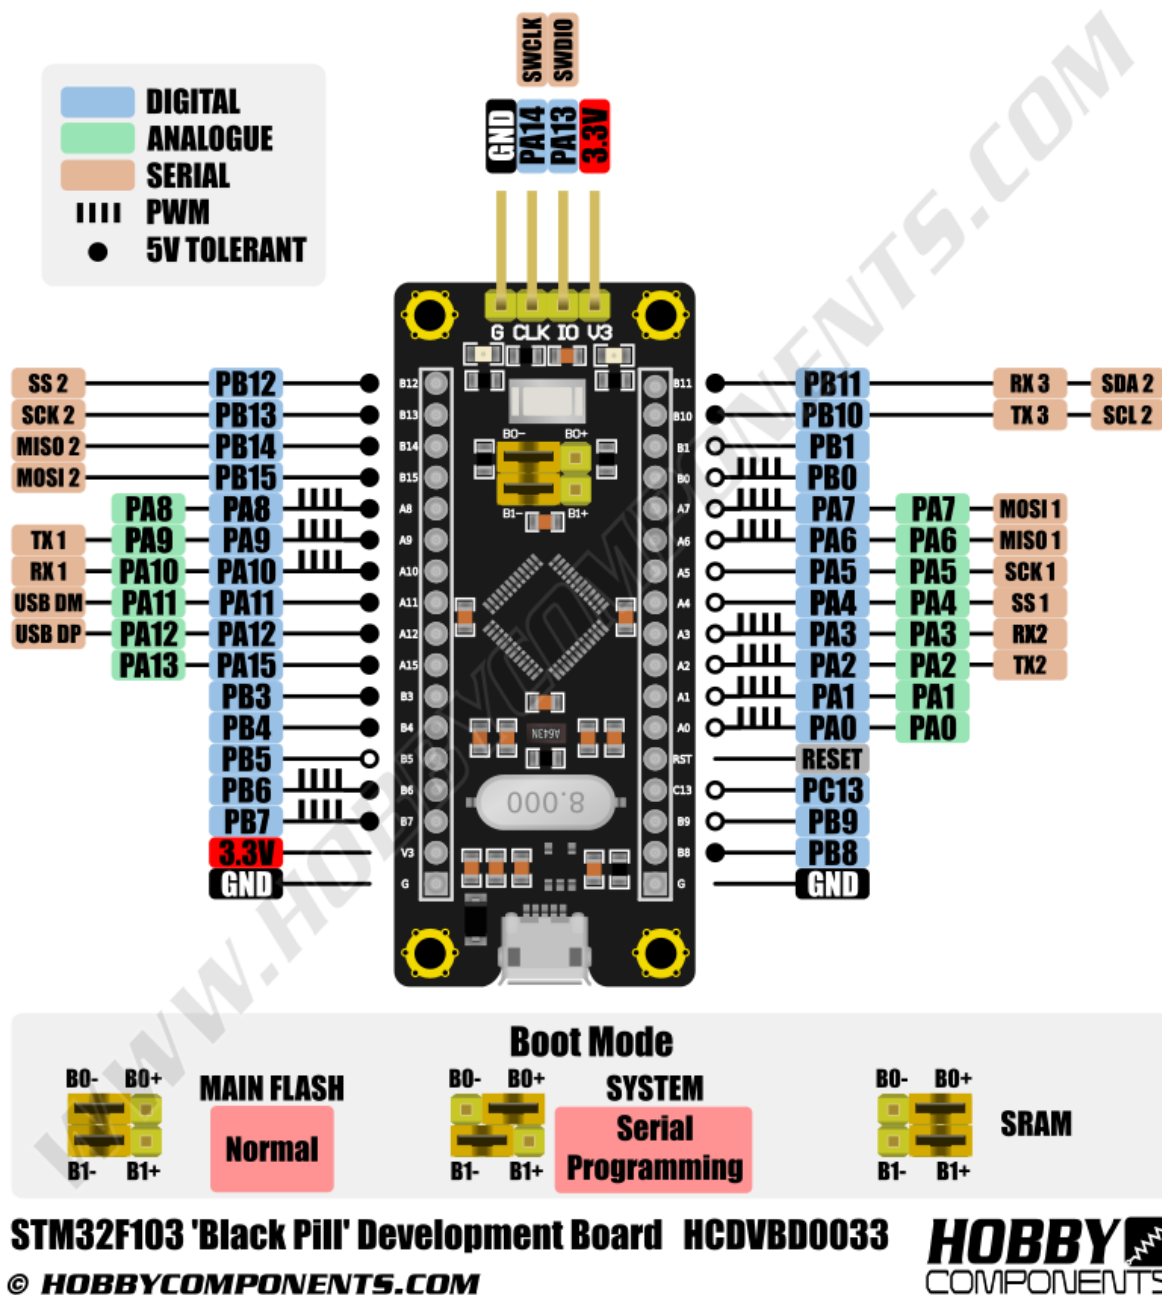 SWCLK
SWDIO
GND
PA14
PA13
3.3V
DIGITAL
ANALOGUE
SERIAL
PWM
5V TOLERANT
G CLK IO V3
SS 2 PB12 B12 B11 PB11 RX 3 SDA 2
SCK 2 PB13 B13 B10 PB10 TX 3 SCL 2
B0- B0+
MISO 2 PB14 B14 B1 PB1
MOSI 2 PB15 B15 B0 PB0
PA8 PA8 A8 A7 PA7 PA7 MOSI 1
B1- B1+
TX 1 PA9 PA9 A9 A6 PA6 PA6 MISO 1
RX 1 PA10 PA10 A10 A5 PA5 PA5 SCK 1
USB DM PA11 PA11 A11 A4 PA4 PA4 SS 1
USB DP PA12 PA12 A12 A3 PA3 PA3 RX2
PA13 PA15 A15 A2 PA2 PA2 TX2
PB3 B3 A1 PA1 PA1
PB4 B4 A643N A0 PA0 PA0
PB5 B5 RST RESET
PB6 B6 8.000 C13 PC13
PB7 B7 B9 PB9
3.3V V3 B8 PB8
GND G G GND
WWW.HOBBYCOMPONENTS.COM
Boot Mode
B0- B0+
MAIN FLASH
Normal
B1- B1+
B0- B0+
SYSTEM
Serial
Programming
B1- B1+
B0- B0+
SRAM
B1- B1+
STM32F103 'Black Pill' Development Board HCDVBD0033
© HOBBYCOMPONENTS.COM
HOBBY
COMPONENTS